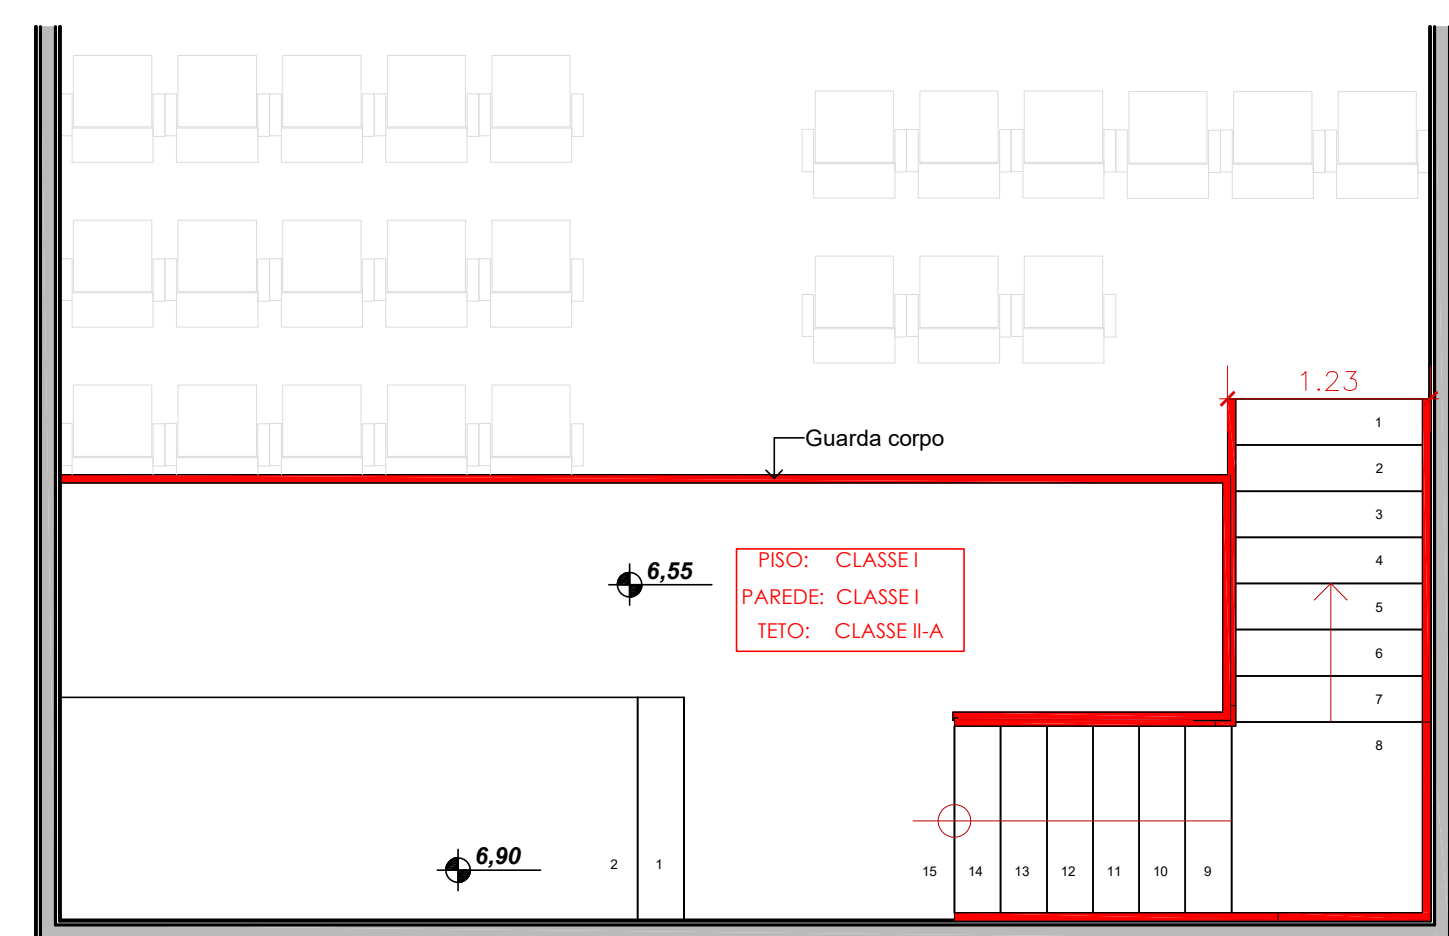 1.23
1
Guarda corpo
2
3
PISO: CLASSE I
4
6,55
PAREDE: CLASSE I
5
TETO: CLASSE II-A
6
7
8
6,90
2 1
15 14 13 12 11 10 9